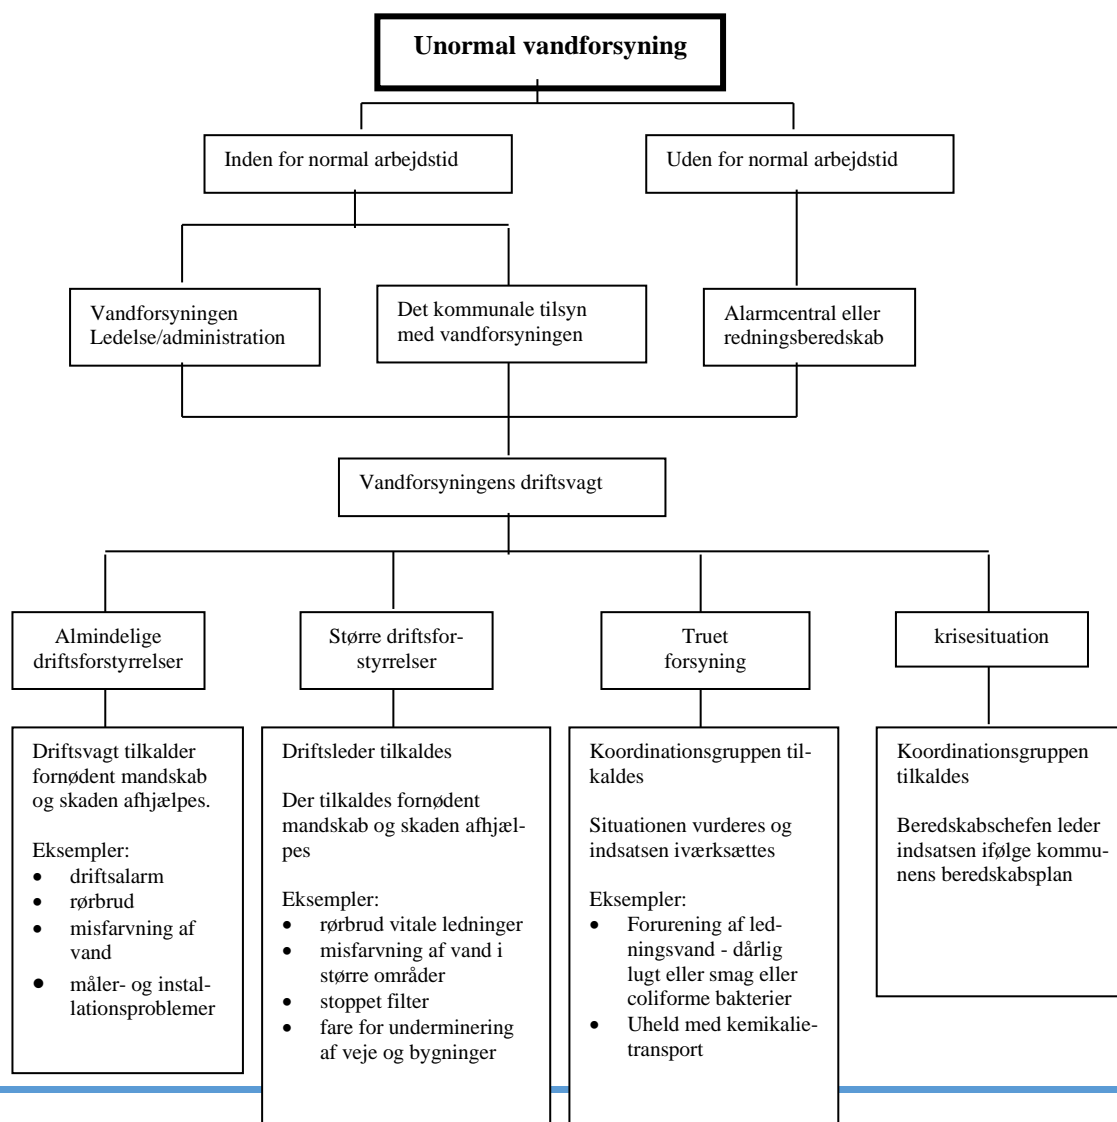 Unormal vandforsyning
Inden for normal arbejdstid
Uden for normal arbejdstid
Vandforsyningen
Ledelse/administration
Det kommunale tilsyn
med vandforsyningen
Alarmcentral eller
redningsberedskab
Vandforsyningens driftsvagt
Almindelige
driftsforstyrrelser
Større driftsfor-
styrrelser
Truet
forsyning
krisesituation
Driftsvagt tilkalder
fornødent mandskab
og skaden afhjælpes.
Eksempler:
• driftsalarm
• rørbrud
• misfarvning af
vand
• måler- og instal-
lationsproblemer
Driftsleder tilkaldes
Der tilkaldes fornødent
mandskab og skaden afhjæl-
pes
Eksempler:
• rørbrud vitale ledninger
• misfarvning af vand i
større områder
• stoppet filter
• fare for underminering
af veje og bygninger
Koordinationsgruppen til-
kaldes
Situationen vurderes og
indsatsen iværksættes
Eksempler:
• Forurening af led-
ningsvand - dårlig
lugt eller smag eller
coliforme bakterier
• Uheld med kemikalie-
transport
Koordinationsgruppen
tilkaldes
Beredskabschefen leder
indsatsen ifølge kommu-
nens beredskabsplan